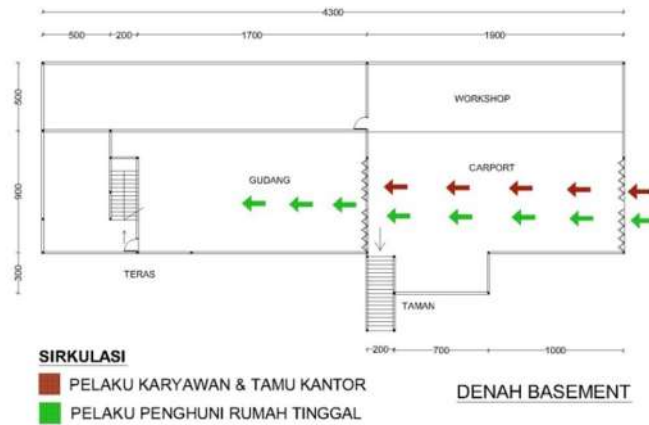 4300
500
200
1700
1900
500
WORKSHOP
900
GUDANG
CARPORT
300
TERAS
TAMAN
200
700
1000
SIRKULASI
PELAKU KARYAWAN & TAMU KANTOR
PELAKU PENGHUNI RUMAH TINGGAL
DENAH BASEMENT